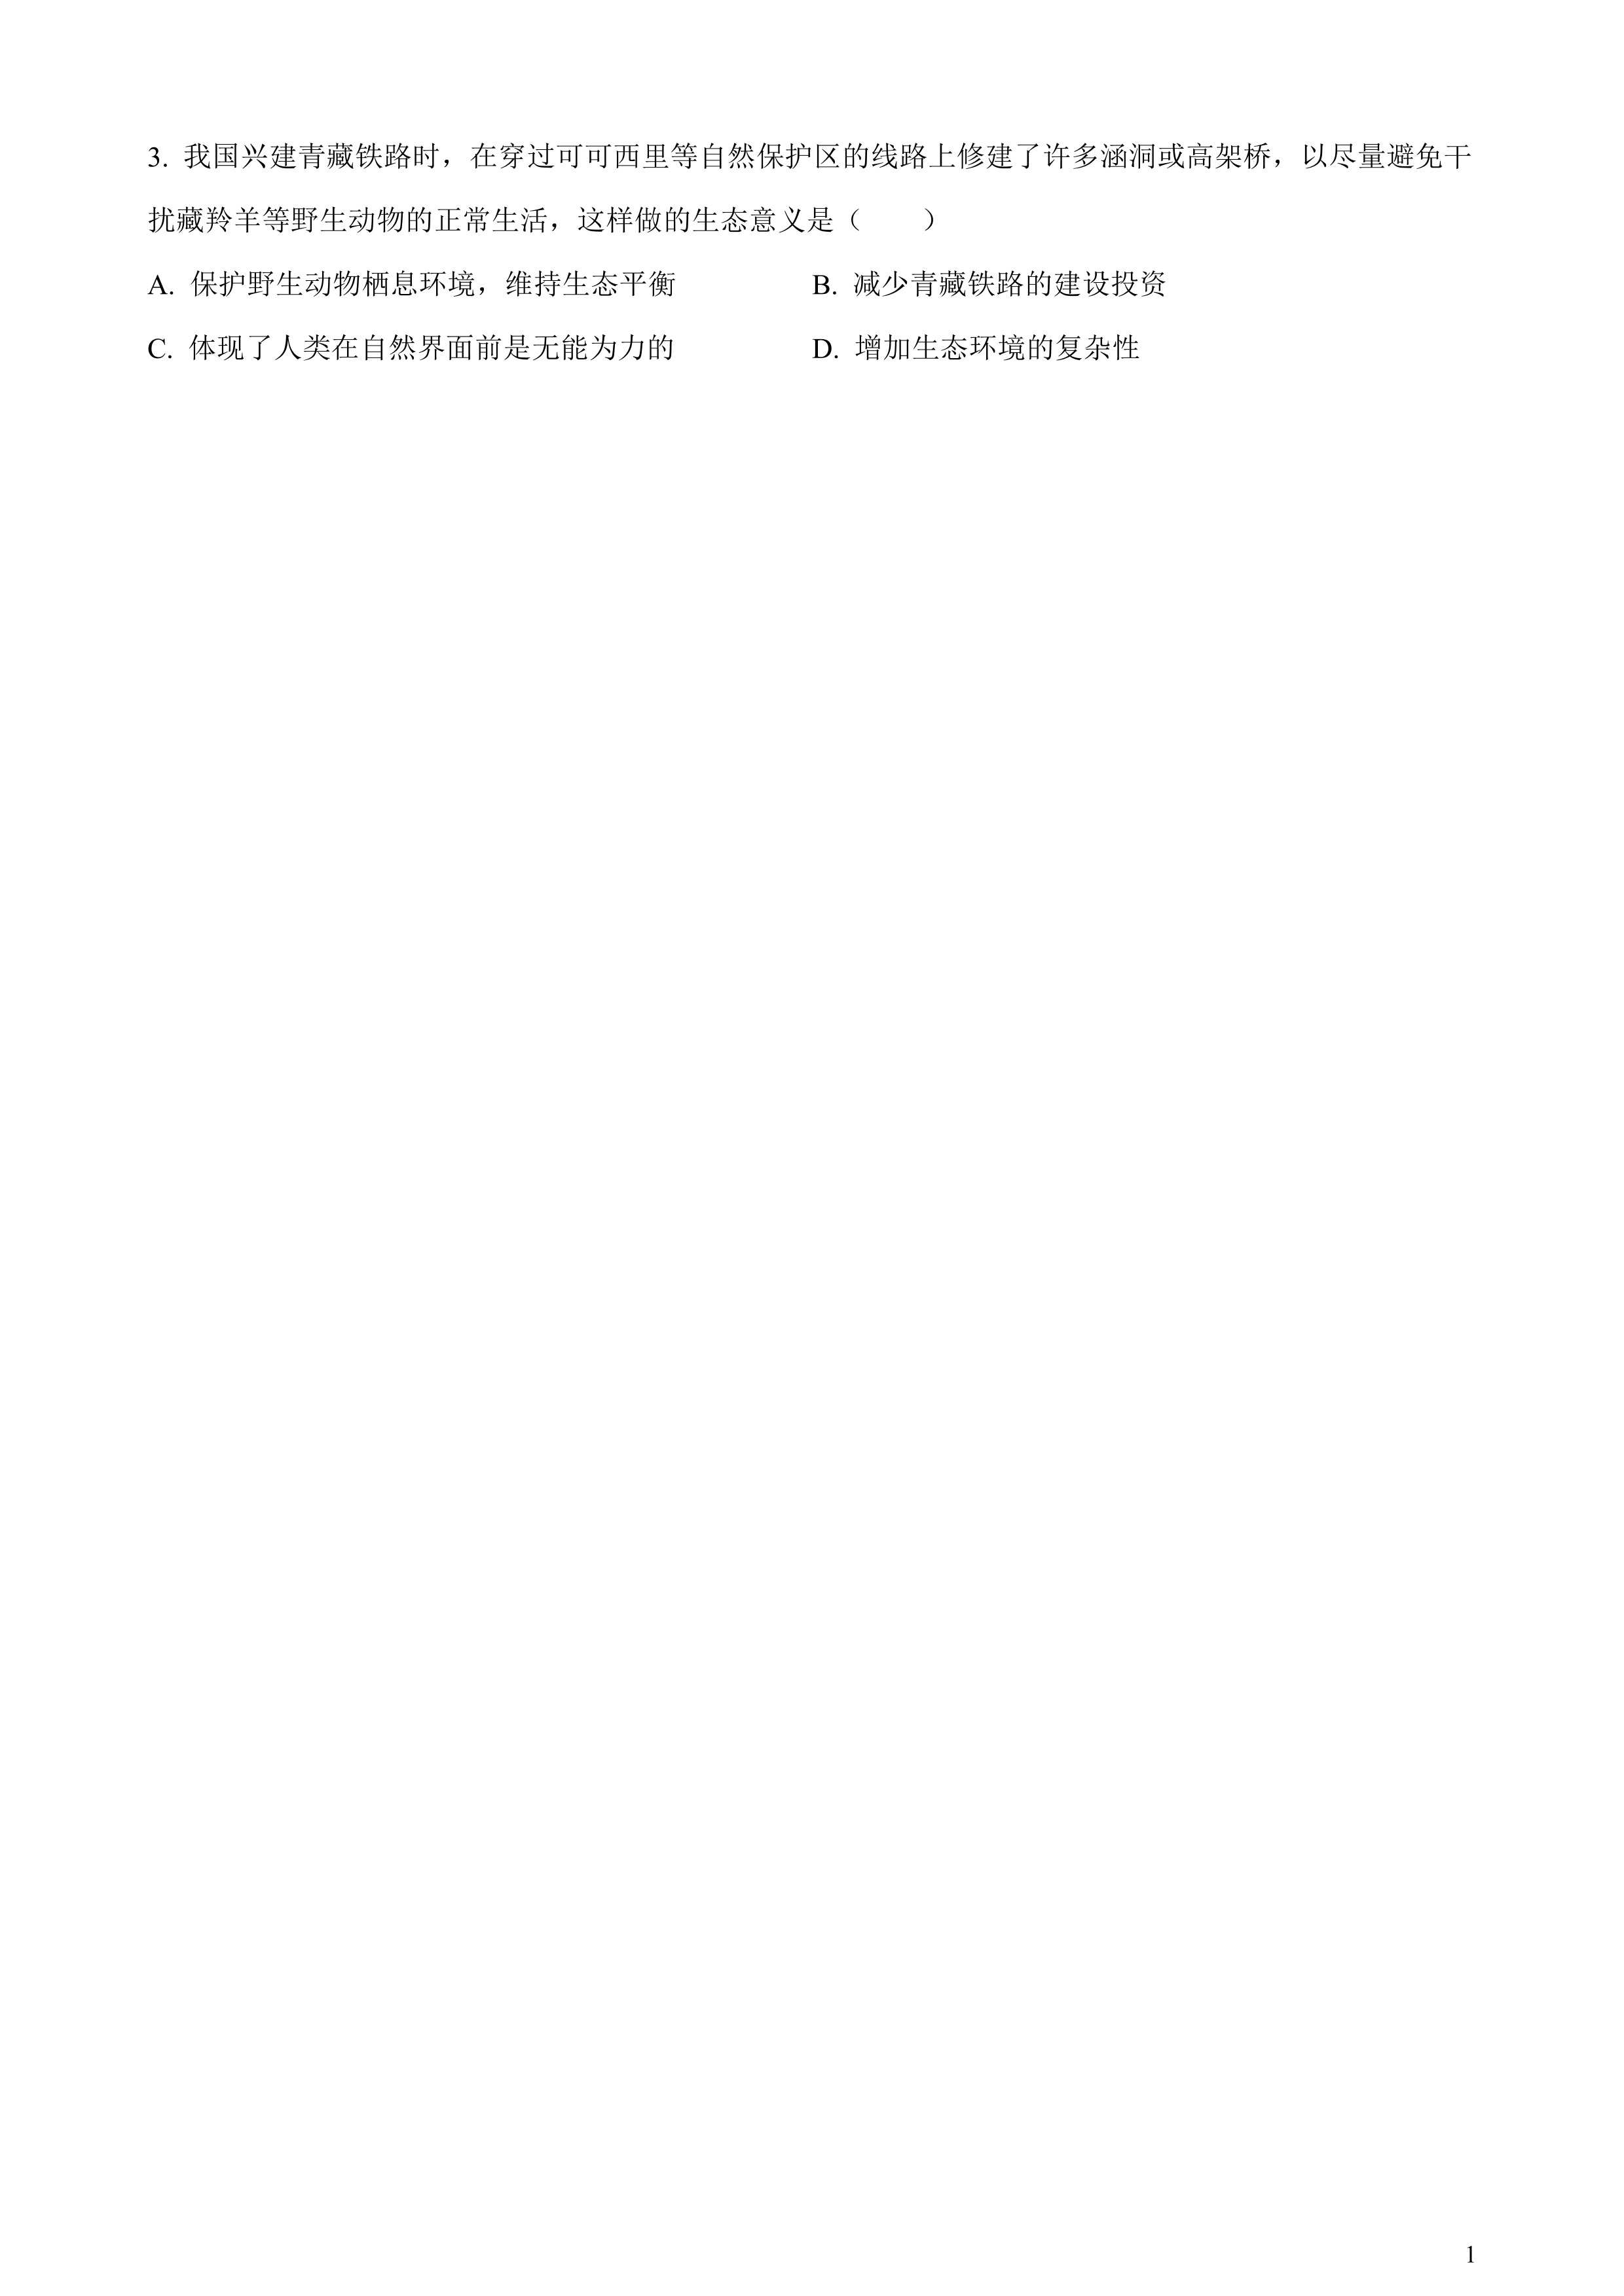 3. 我国兴建青藏铁路时，在穿过可可西里等自然保护区的线路上修建了许多涵洞或高架桥，以尽量避免干
扰藏羚羊等野生动物的正常生活，这样做的生态意义是（　　）
A. 保护野生动物栖息环境，维持生态平衡　　B. 减少青藏铁路的建设投资
C. 体现了人类在自然界面前是无能为力的　　D. 增加生态环境的复杂性
1